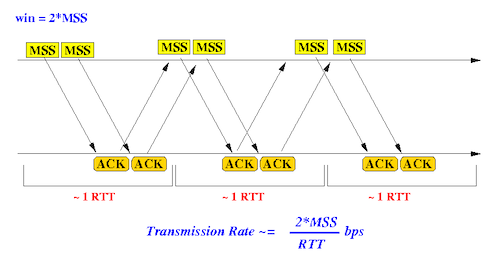 win = 2*MSS
MSS MSS MSS MSS MSS MSS
ACK ACK ACK ACK ACK ACK
~ 1 RTT ~ 1 RTT ~ 1 RTT
Transmission Rate ~= 2*MSS bps
RTT